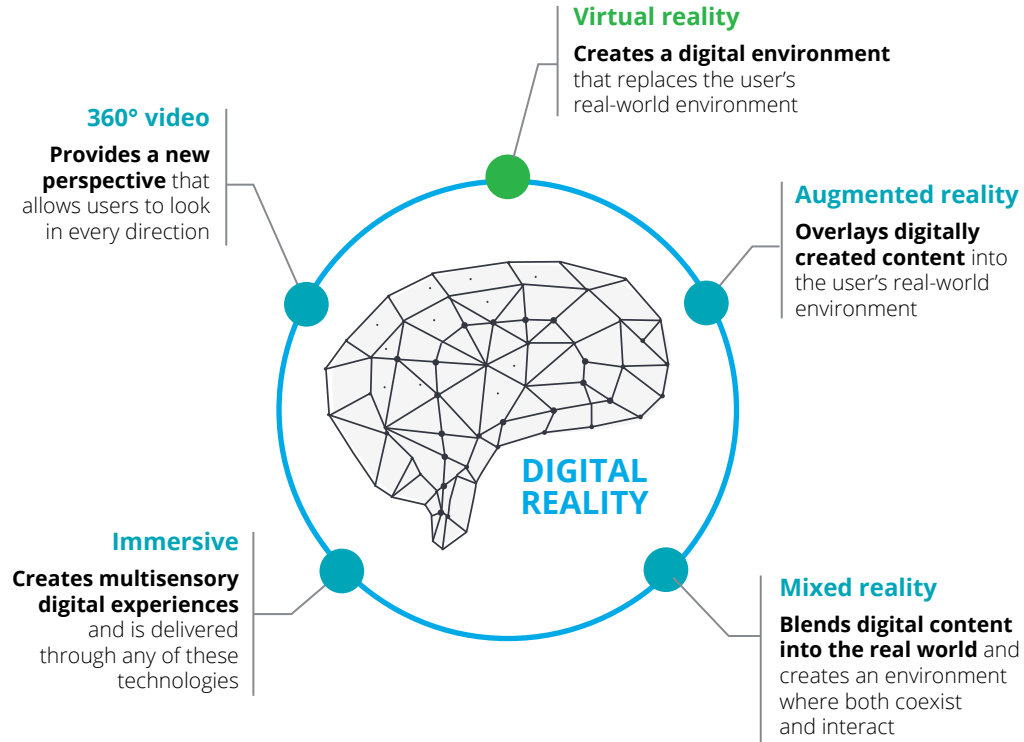 Virtual reality
Creates a digital environment
that replaces the user’s
real-world environment
360° video
Provides a new
perspective that
allows users to look
in every direction
Augmented reality
Overlays digitally
created content into
the user’s real-world
environment
DIGITAL
REALITY
Immersive
Creates multisensory
digital experiences
and is delivered
through any of these
technologies
Mixed reality
Blends digital content
into the real world and
creates an environment
where both coexist
and interact